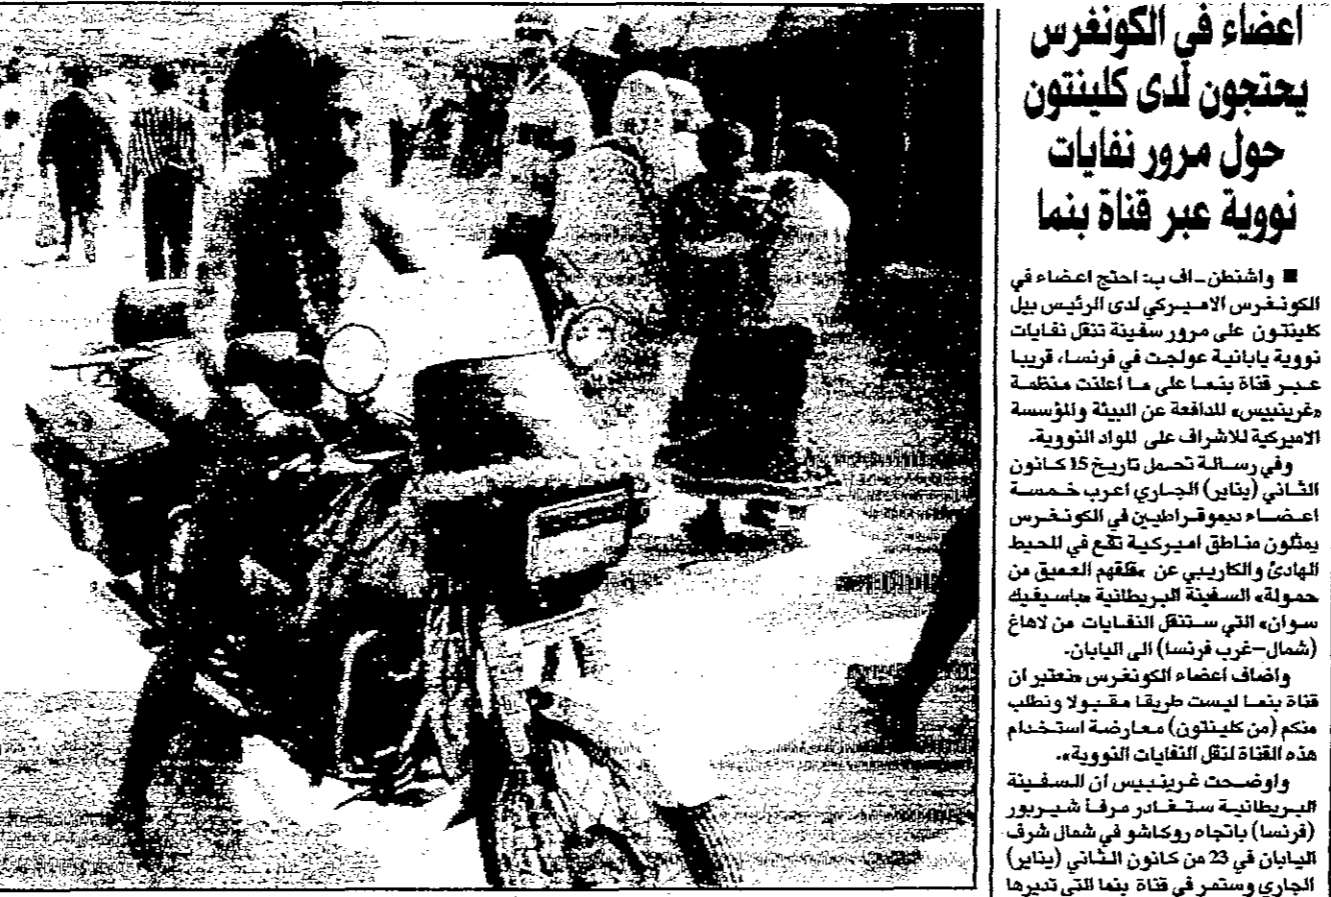 اعضاء في الكونغرس
يحتجون لدى كلينتون
حول مرور نفايات
نووية عبر قناة بنما
■ واشنطن ـ اف ب: احتج اعضاء في
الكونغرس الاميركي لدى الرئيس بيل
كلينتون على مرور سفينة تنقل نفايات
نووية يابانية عولجت في فرنسا، قريبا
عبر قناة بنما على ما اعلنت منظمة
«غرينبيس» للدافعة عن البيئة والمؤسسة
الاميركية للاشراف على المواد النووية.
وفي رسالة تحمل تاريخ 15 كانون
الثاني (يناير) الجاري أعرب خمسة
اعضاء ديموقراطيين في الكونغرس
يمثلون مناطق اميركية تقع في المحيط
الهادئ والكاريبي عن «قلقهم العميق من
حمولة» السفينة البريطانية «باسيفيك
سوان» التي ستنقل النفايات من لاهاغ
(شمال–غرب فرنسا) الى اليابان.
واضاف أعضاء الكونغرس «نعتبر ان
قناة بنما ليست طريقا مقبولا ونطلب
منكم (من كلينتون) معارضة استخدام
هذه القناة لنقل النفايات النووية».
واوضحت غرينبيس أن السفينة
البريطانية ستغادر مرفأ شيربور
(فرنسا) باتجاه روكاشو في شمال شرق
اليابان في 23 من كانون الثاني (يناير)
الجاري وستمر في قناة بنما التي تديرها